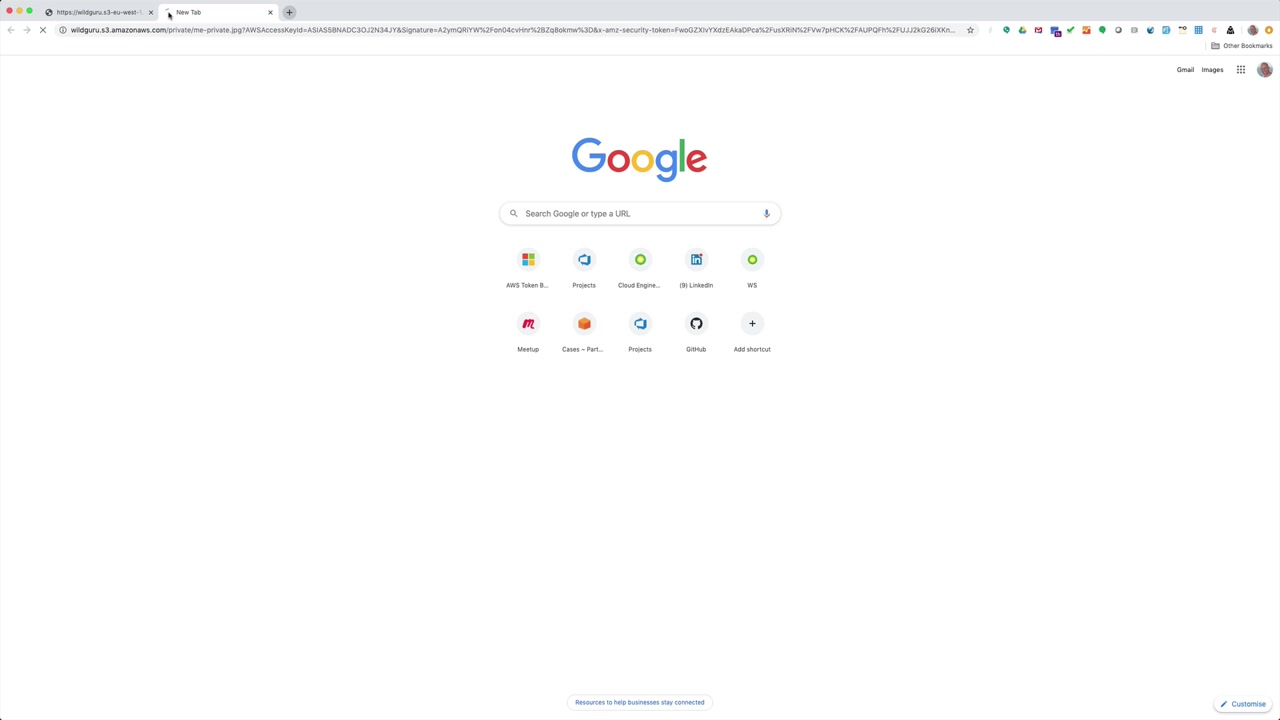 https://wildguru.s3-eu-west-1
New Tab
wildguru.s3.amazonaws.com/private/me-private.jpg?AWSAccessKeyId=ASIAS5BNADC3OJ2N34JY&Signature=A2ymQRiYW%2Fon04cvHnr%2BZq8okmw%3D&x-amz-security-token=FwoGZXIvYXdzEAkaDPca%2FusXRiN%2FVw7pHCK%2FAUPQFh%2FUJJ2kG26iXKn...
Other Bookmarks
Gmail Images
Google
Search Google or type a URL
AWS Token B... Projects Cloud Engine... (9) LinkedIn WS
Meetup Cases – Part... Projects GitHub Add shortcut
Resources to help businesses stay connected
Customise